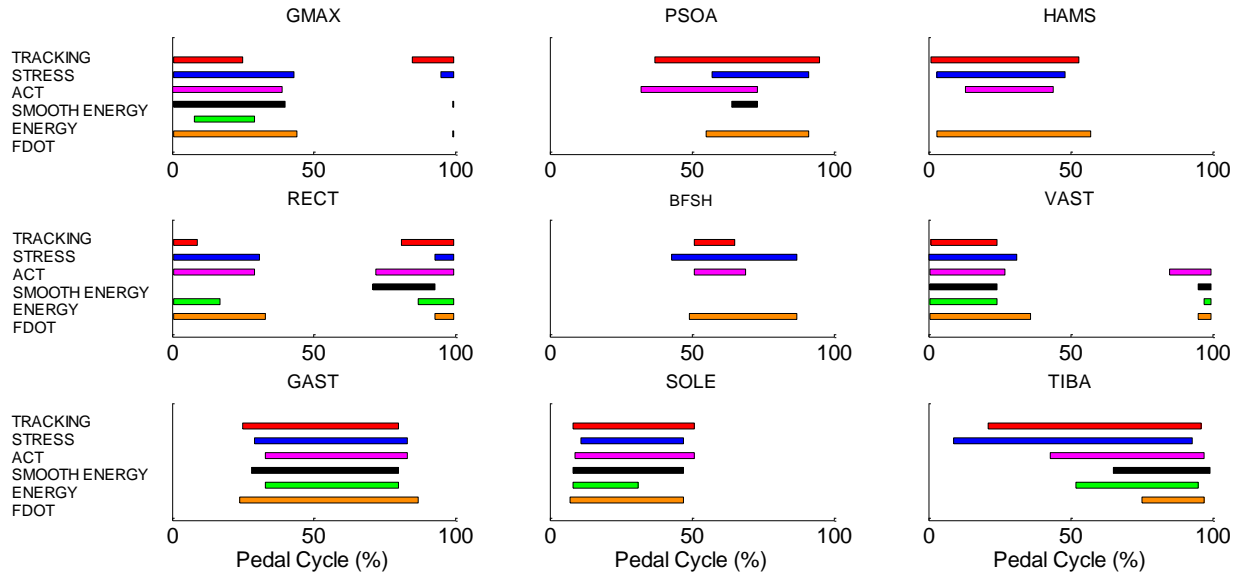 GMAX PSOA HAMS
TRACKING
STRESS
ACT
SMOOTH ENERGY
ENERGY
FDOT
0 50 100 0 50 100 0 50 100
RECT BFSH VAST
TRACKING
STRESS
ACT
SMOOTH ENERGY
ENERGY
FDOT
0 50 100 0 50 100 0 50 100
GAST SOLE TIBA
TRACKING
STRESS
ACT
SMOOTH ENERGY
ENERGY
FDOT
0 50 100 0 50 100 0 50 100
Pedal Cycle (%) Pedal Cycle (%) Pedal Cycle (%)